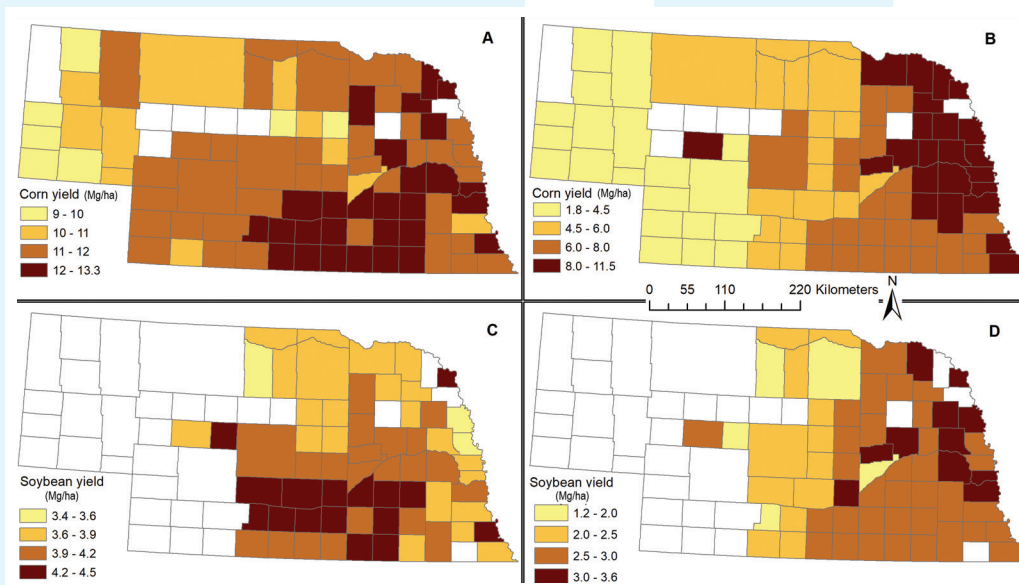 A
Corn yield (Mg/ha)
9 - 10
10 - 11
11 - 12
12 - 13.3
B
Corn yield (Mg/ha)
1.8 - 4.5
4.5 - 6.0
6.0 - 8.0
8.0 - 11.5
0 55 110 220 Kilometers
N
C
Soybean yield
(Mg/ha)
3.4 - 3.6
3.6 - 3.9
3.9 - 4.2
4.2 - 4.5
D
Soybean yield
(Mg/ha)
1.2 - 2.0
2.0 - 2.5
2.5 - 3.0
3.0 - 3.6